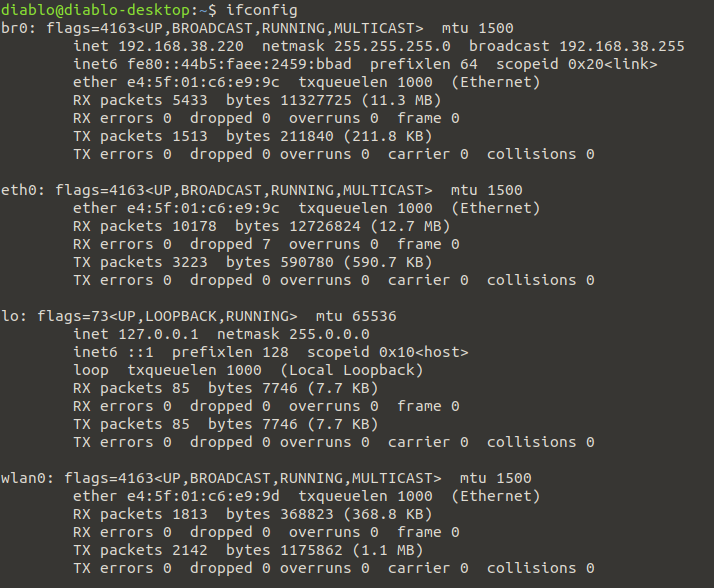 diablo@diablo-desktop:~$ ifconfig
br0: flags=4163<UP,BROADCAST,RUNNING,MULTICAST>  mtu 1500
        inet 192.168.38.220  netmask 255.255.255.0  broadcast 192.168.38.255
        inet6 fe80::44b5:faee:2459:bbad  prefixlen 64  scopeid 0x20<link>
        ether e4:5f:01:c6:e9:9c  txqueuelen 1000  (Ethernet)
        RX packets 5433  bytes 11327725 (11.3 MB)
        RX errors 0  dropped 0  overruns 0  frame 0
        TX packets 1513  bytes 211840 (211.8 KB)
        TX errors 0  dropped 0 overruns 0  carrier 0  collisions 0

eth0: flags=4163<UP,BROADCAST,RUNNING,MULTICAST>  mtu 1500
        ether e4:5f:01:c6:e9:9c  txqueuelen 1000  (Ethernet)
        RX packets 10178  bytes 12726824 (12.7 MB)
        RX errors 0  dropped 7  overruns 0  frame 0
        TX packets 3223  bytes 590780 (590.7 KB)
        TX errors 0  dropped 0 overruns 0  carrier 0  collisions 0

lo: flags=73<UP,LOOPBACK,RUNNING>  mtu 65536
        inet 127.0.0.1  netmask 255.0.0.0
        inet6 ::1  prefixlen 128  scopeid 0x10<host>
        loop  txqueuelen 1000  (Local Loopback)
        RX packets 85  bytes 7746 (7.7 KB)
        RX errors 0  dropped 0  overruns 0  frame 0
        TX packets 85  bytes 7746 (7.7 KB)
        TX errors 0  dropped 0 overruns 0  carrier 0  collisions 0

wlan0: flags=4163<UP,BROADCAST,RUNNING,MULTICAST>  mtu 1500
        ether e4:5f:01:c6:e9:9d  txqueuelen 1000  (Ethernet)
        RX packets 1813  bytes 368823 (368.8 KB)
        RX errors 0  dropped 0  overruns 0  frame 0
        TX packets 2142  bytes 1175862 (1.1 MB)
        TX errors 0  dropped 0 overruns 0  carrier 0  collisions 0